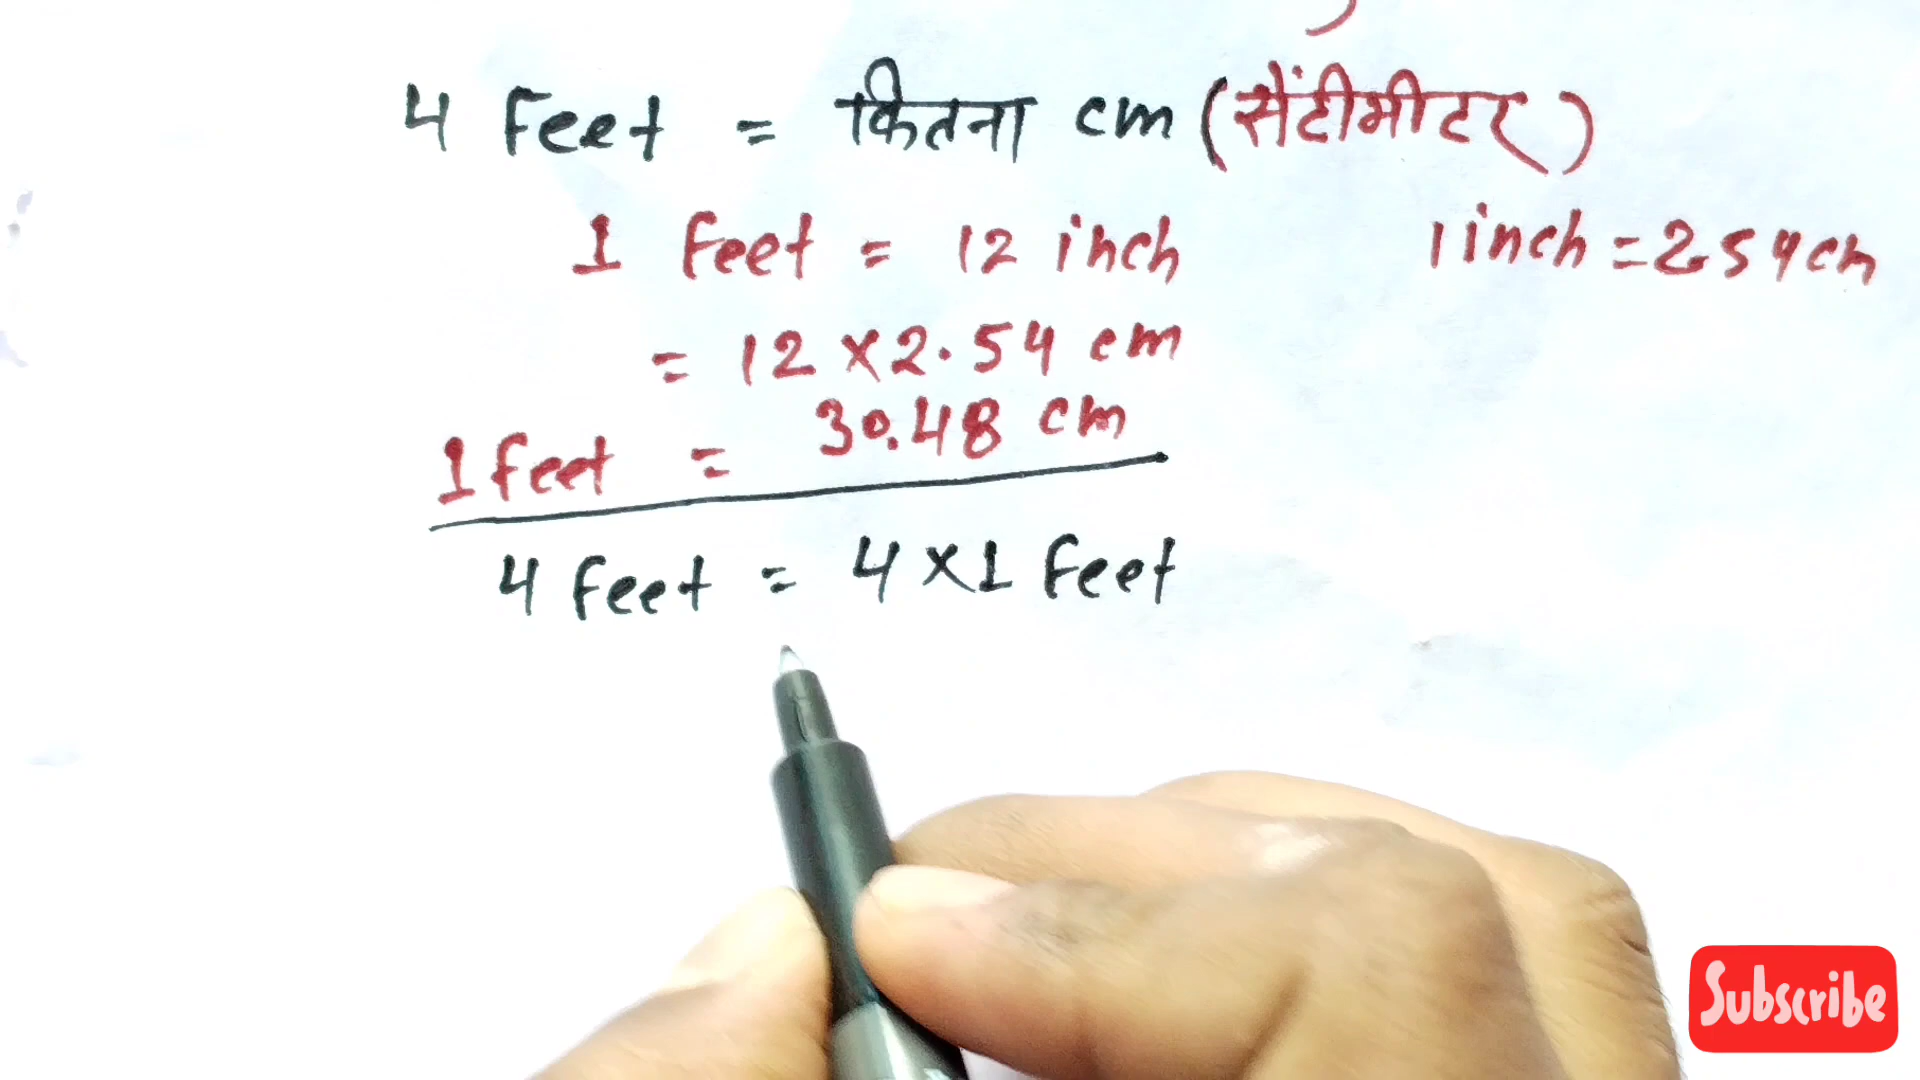 4 Feet = कितना cm (सैंटीमीटर)
1 Feet = 12 inch
1 inch = 2.54 cm
= 12 × 2.54 cm
1 feet = 30.48 cm
4 feet = 4 × 1 Feet
Subscribe